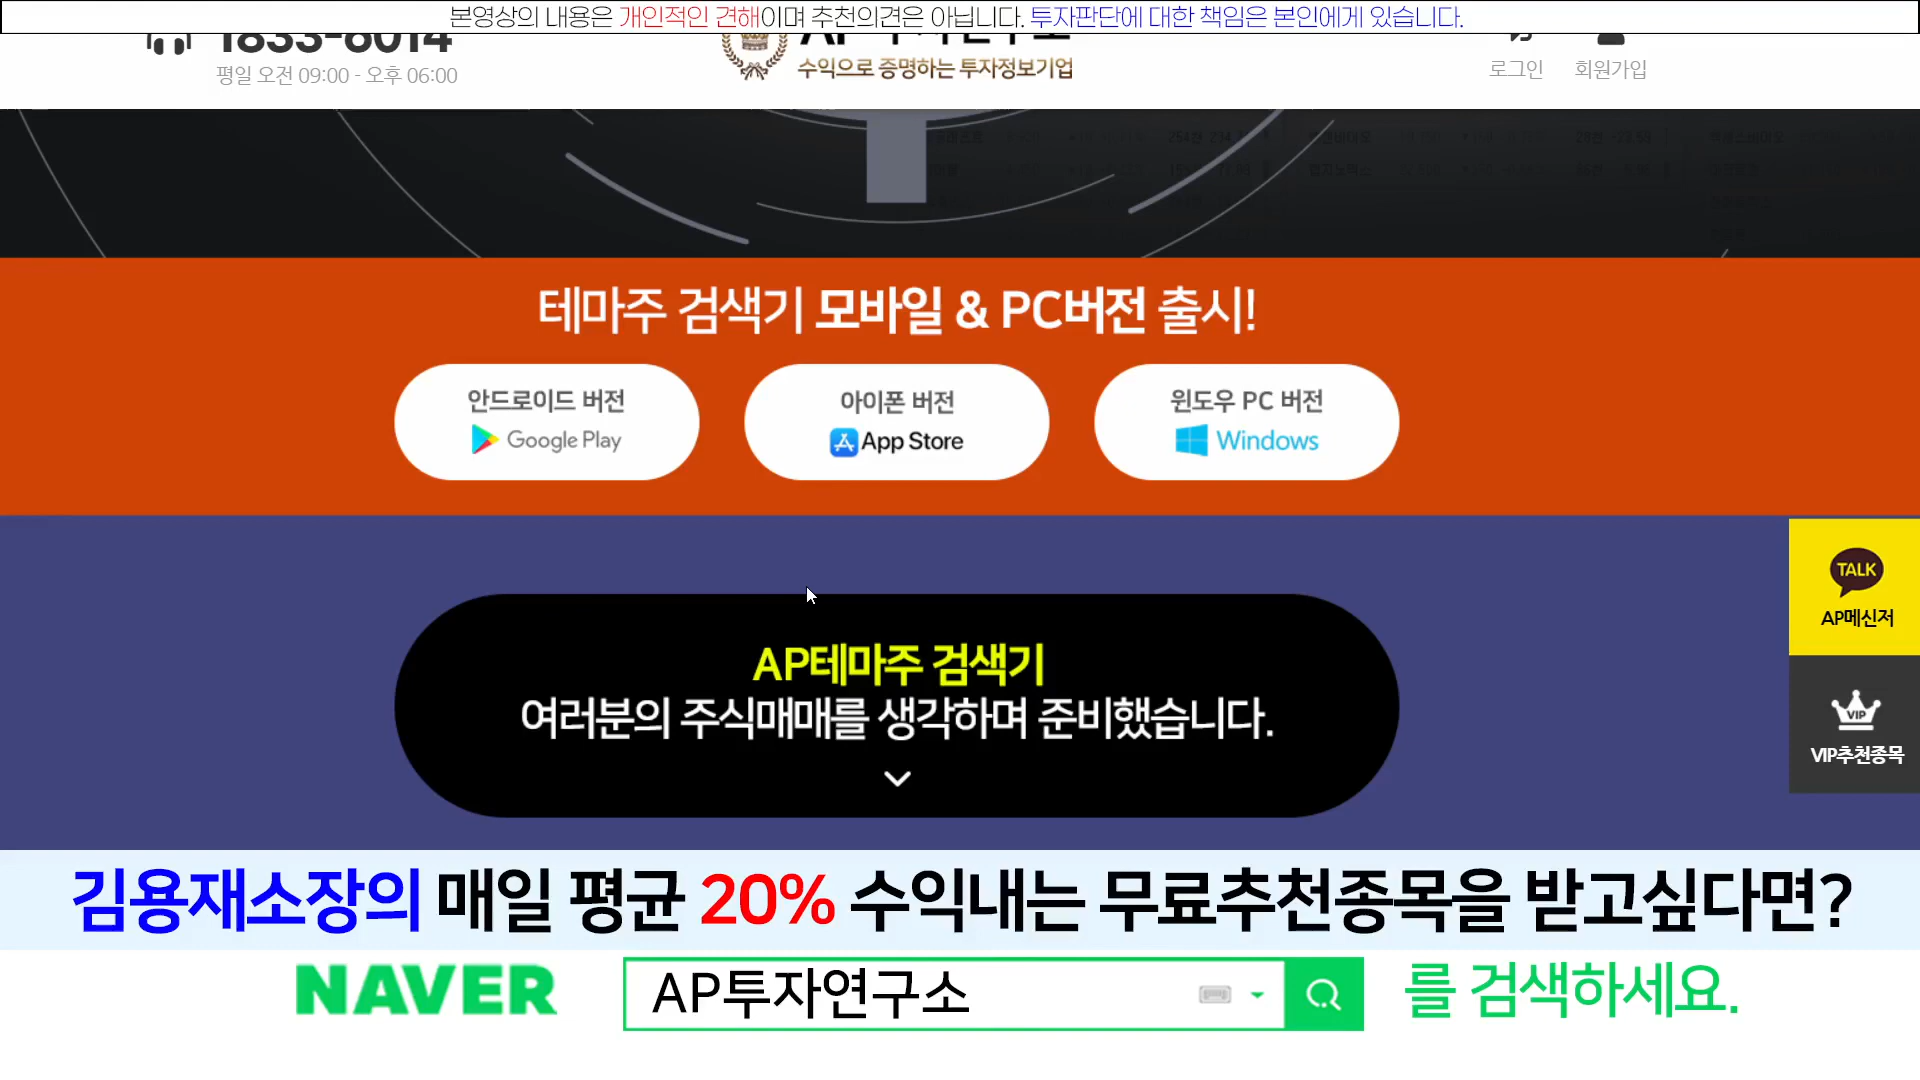 본영상의 내용은 개인적인 견해이며 추천의견은 아닙니다. 투자판단에 대한 책임은 본인에게 있습니다.
1833-6014
평일 오전 09:00 - 오후 06:00
AP투자연구소
수익으로 증명하는 투자정보기업
로그인
회원가입
테마주 검색기 모바일 & PC버전 출시!
안드로이드 버전
Google Play
아이폰 버전
App Store
윈도우 PC 버전
Windows
TALK
AP메신저
AP테마주 검색기
여러분의 주식매매를 생각하며 준비했습니다.
VIP
VIP추천종목
김용재소장의 매일 평균 20% 수익내는 무료추천종목을 받고싶다면?
NAVER
AP투자연구소
를 검색하세요.